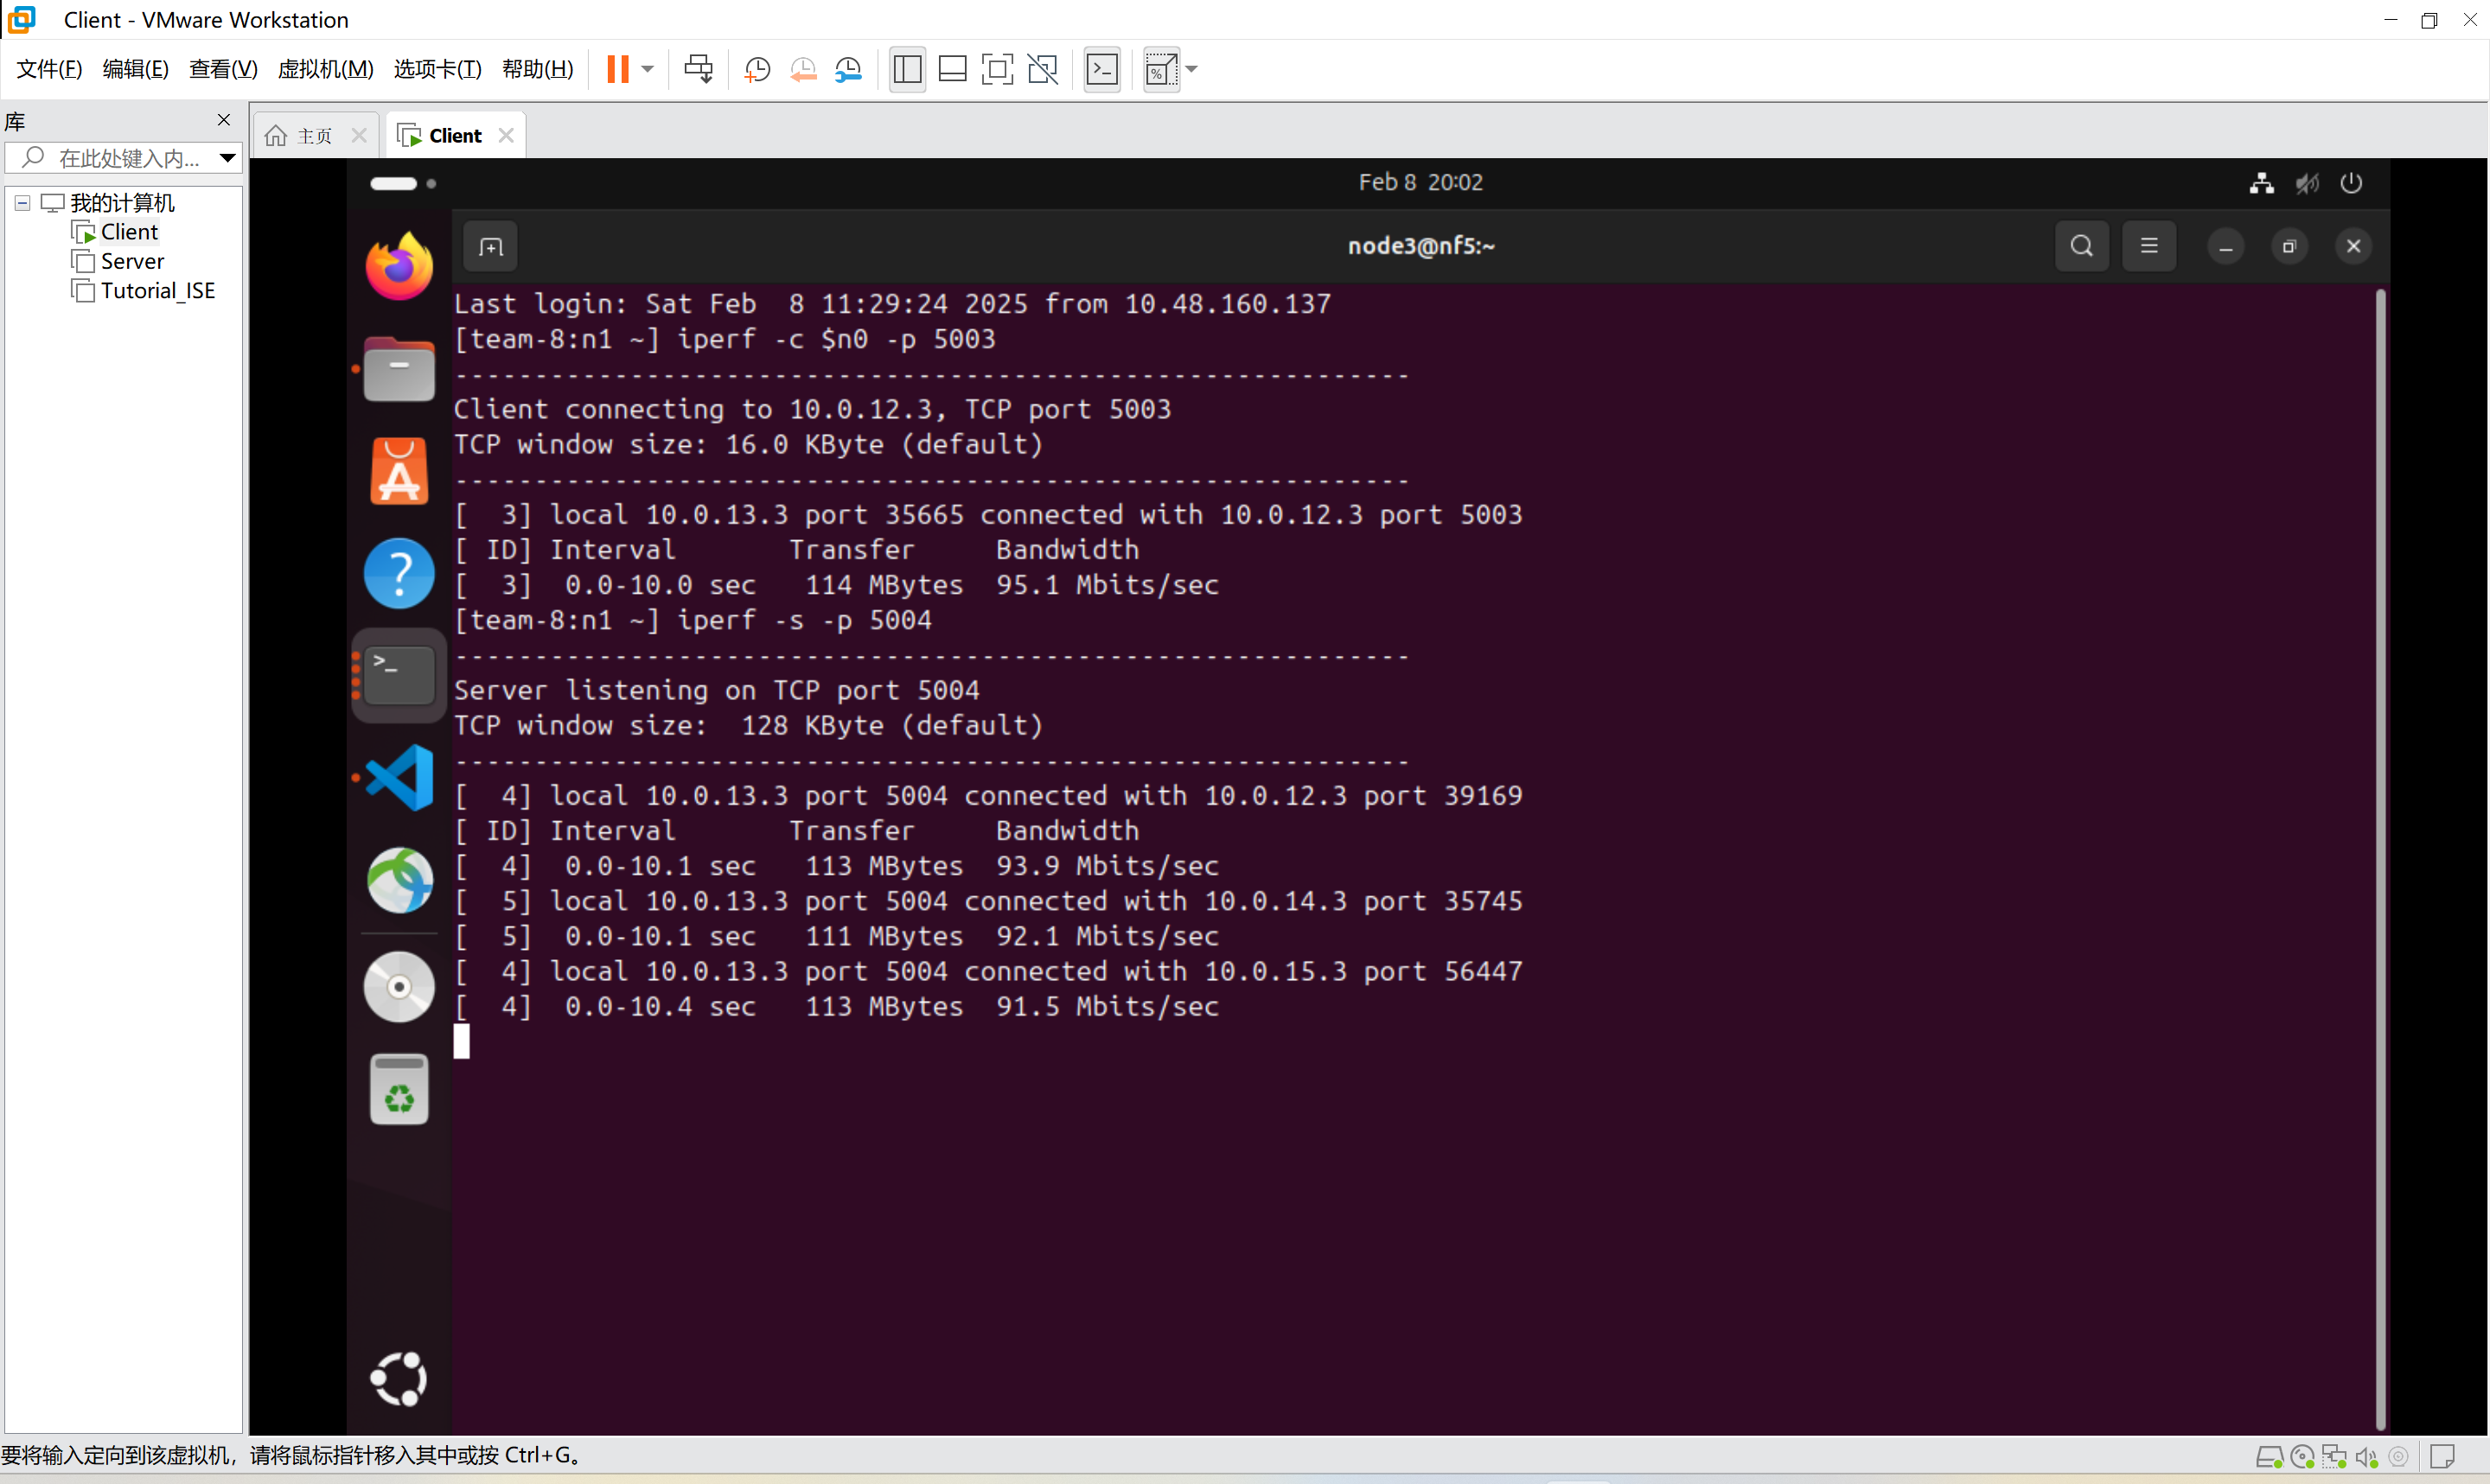 Client - VMware Workstation
文件(F) 编辑(E) 查看(V) 虚拟机(M) 选项卡(T) 帮助(H)
库
在此处键入内...
我的计算机
Client
Server
Tutorial_ISE
主页
Client
Feb 8 20:02
node3@nf5:~
Last login: Sat Feb  8 11:29:24 2025 from 10.48.160.137
[team-8:n1 ~] iperf -c $n0 -p 5003
------------------------------------------------------------
Client connecting to 10.0.12.3, TCP port 5003
TCP window size: 16.0 KByte (default)
------------------------------------------------------------
[  3] local 10.0.13.3 port 35665 connected with 10.0.12.3 port 5003
[ ID] Interval       Transfer     Bandwidth
[  3]  0.0-10.0 sec   114 MBytes  95.1 Mbits/sec
[team-8:n1 ~] iperf -s -p 5004
------------------------------------------------------------
Server listening on TCP port 5004
TCP window size:  128 KByte (default)
------------------------------------------------------------
[  4] local 10.0.13.3 port 5004 connected with 10.0.12.3 port 39169
[ ID] Interval       Transfer     Bandwidth
[  4]  0.0-10.1 sec   113 MBytes  93.9 Mbits/sec
[  5] local 10.0.13.3 port 5004 connected with 10.0.14.3 port 35745
[  5]  0.0-10.1 sec   111 MBytes  92.1 Mbits/sec
[  4] local 10.0.13.3 port 5004 connected with 10.0.15.3 port 56447
[  4]  0.0-10.4 sec   113 MBytes  91.5 Mbits/sec
要将输入定向到该虚拟机，请将鼠标指针移入其中或按 Ctrl+G。